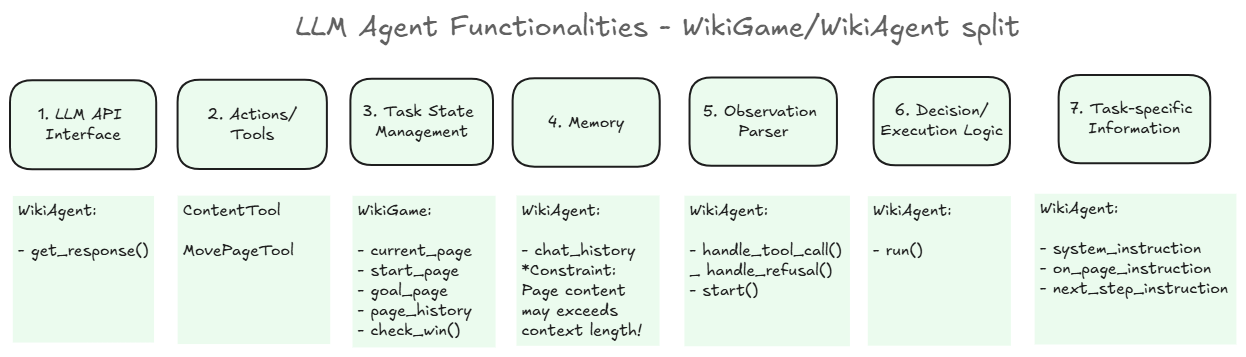 LLM Agent Functionalities - WikiGame/WikiAgent split
1. LLM API
Interface
2. Actions/
Tools
3. Task State
Management
4. Memory
5. Observation
Parser
6. Decision/
Execution Logic
7. Task-specific
Information
WikiAgent:
- get_response()
ContentTool
MovePageTool
WikiGame:
- current_page
- start_page
- goal_page
- page_history
- check_win()
WikiAgent:
- chat_history
*Constraint:
Page content
may exceeds
context length!
WikiAgent:
- handle_tool_call()
_ handle_refusal()
- start()
WikiAgent:
- run()
WikiAgent:
- system_instruction
- on_page_instruction
- next_step_instruction